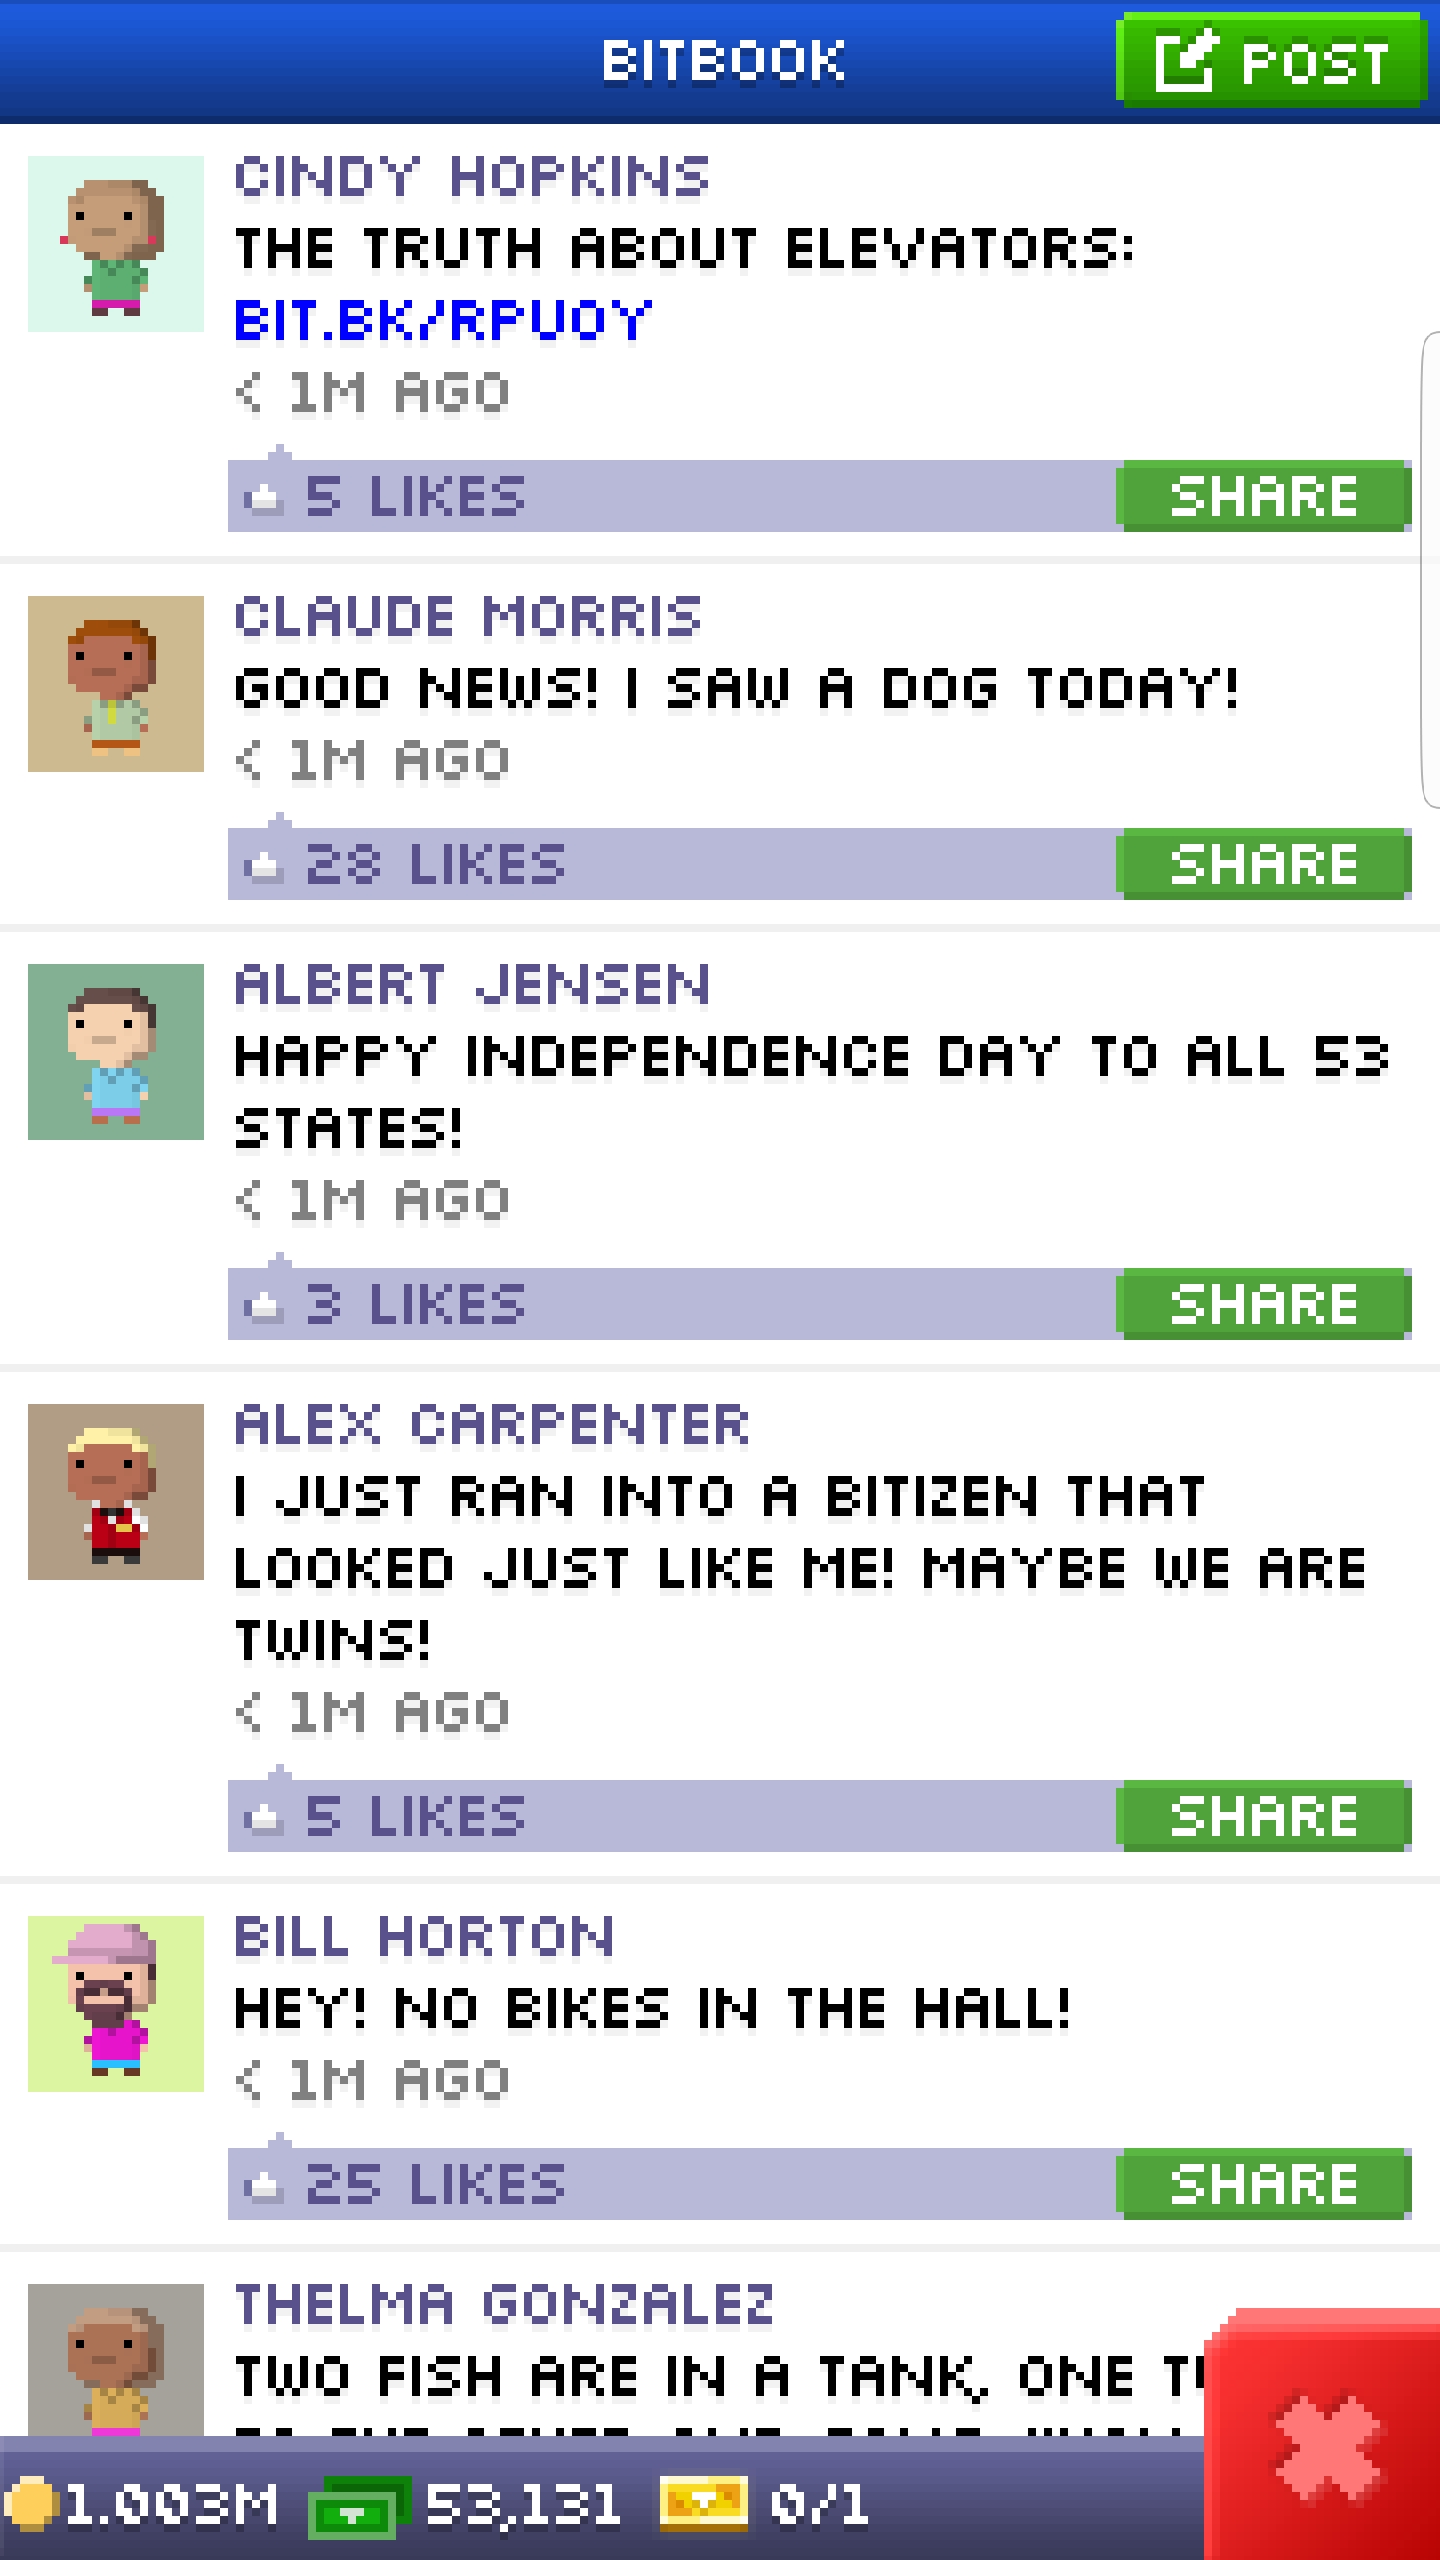 BITBOOK
POST
CINDY HOPKINS
THE TRUTH ABOUT ELEVATORS:
BIT.BK/RPUOY
< 1M AGO
5 LIKES
SHARE
CLAUDE MORRIS
GOOD NEWS! I SAW A DOG TODAY!
< 1M AGO
28 LIKES
SHARE
ALBERT JENSEN
HAPPY INDEPENDENCE DAY TO ALL 53
STATES!
< 1M AGO
3 LIKES
SHARE
ALEX CARPENTER
I JUST RAN INTO A BITIZEN THAT
LOOKED JUST LIKE ME! MAYBE WE ARE
TWINS!
< 1M AGO
5 LIKES
SHARE
BILL HORTON
HEY! NO BIKES IN THE HALL!
< 1M AGO
25 LIKES
SHARE
THELMA GONZALEZ
TWO FISH ARE IN A TANK, ONE
1.003M 53,131 0/1